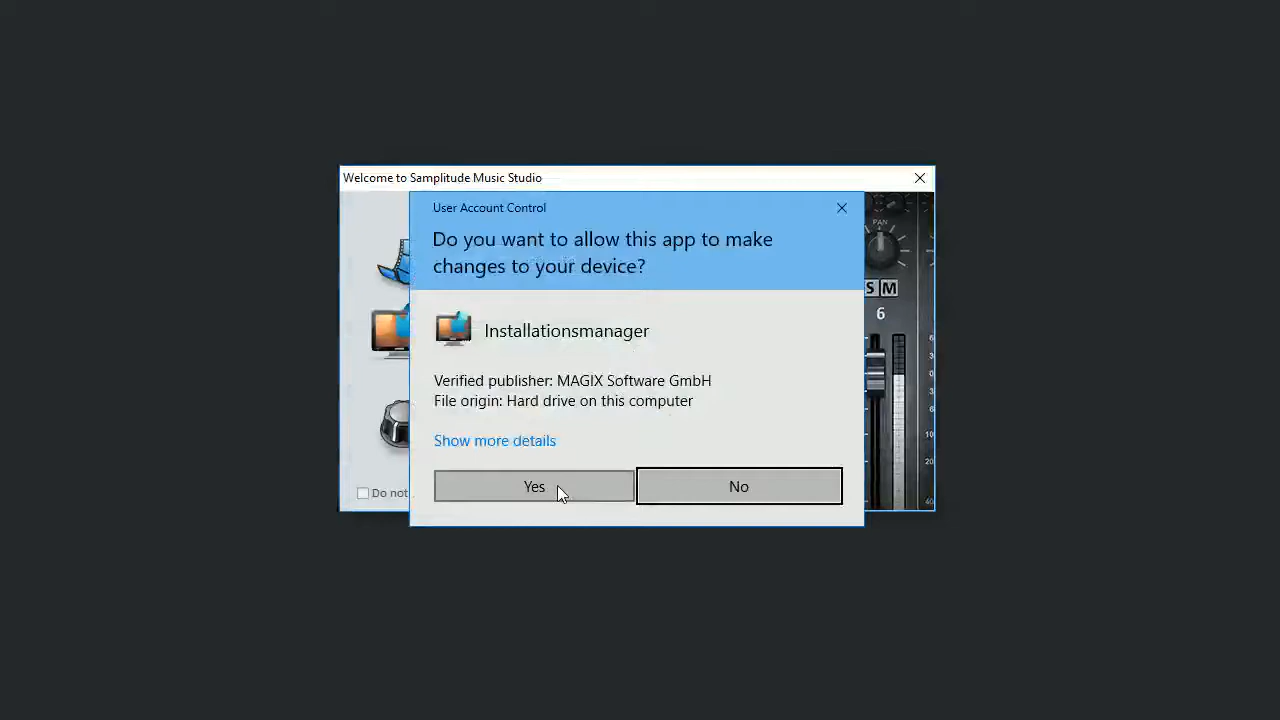 Welcome to Samplitude Music Studio
User Account Control
Do you want to allow this app to make
changes to your device?
Installationsmanager
Verified publisher: MAGIX Software GmbH
File origin: Hard drive on this computer
Show more details
Yes
No
Do not
PAN
S M
6